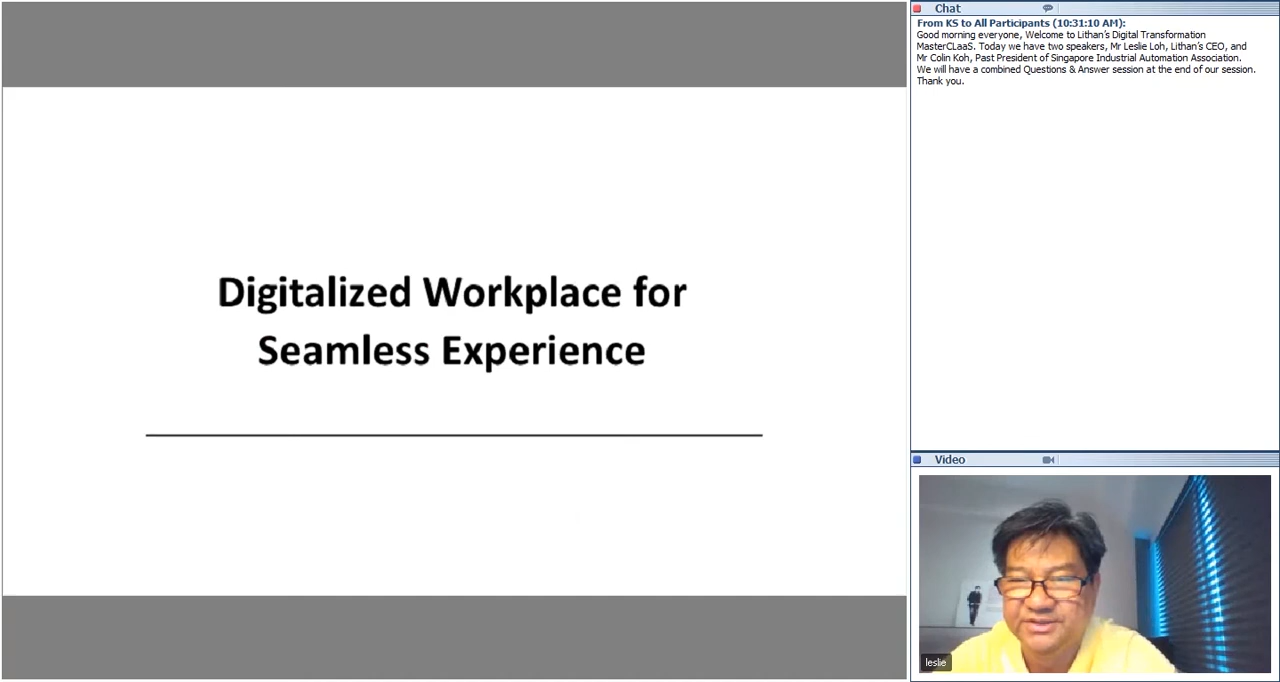 Digitalized Workplace for
Seamless Experience
Chat
From KS to All Participants (10:31:10 AM):
Good morning everyone, Welcome to Lithan's Digital Transformation
MasterCLaaS. Today we have two speakers, Mr Leslie Loh, Lithan's CEO, and
Mr Colin Koh, Past President of Singapore Industrial Automation Association.
We will have a combined Questions & Answer session at the end of our session.
Thank you.
Video
leslie